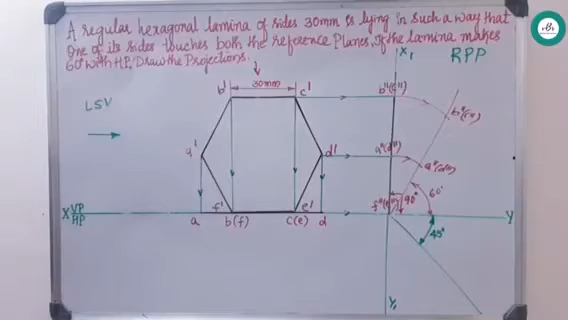 A regular hexagonal lamina of sides 30mm is lying in such a way that
One of its sides touches both the reference Planes. If the lamina makes
60° with HP, Draw the Projections.
X1
RPP
b' 30mm c' b"(c")
b"(c")
LSV
a' d' a"(d")
a"(d")
60°
90°
f' e' f"(e")
X VP
HP
Y
a b(f) c(e) d
45°
Y1